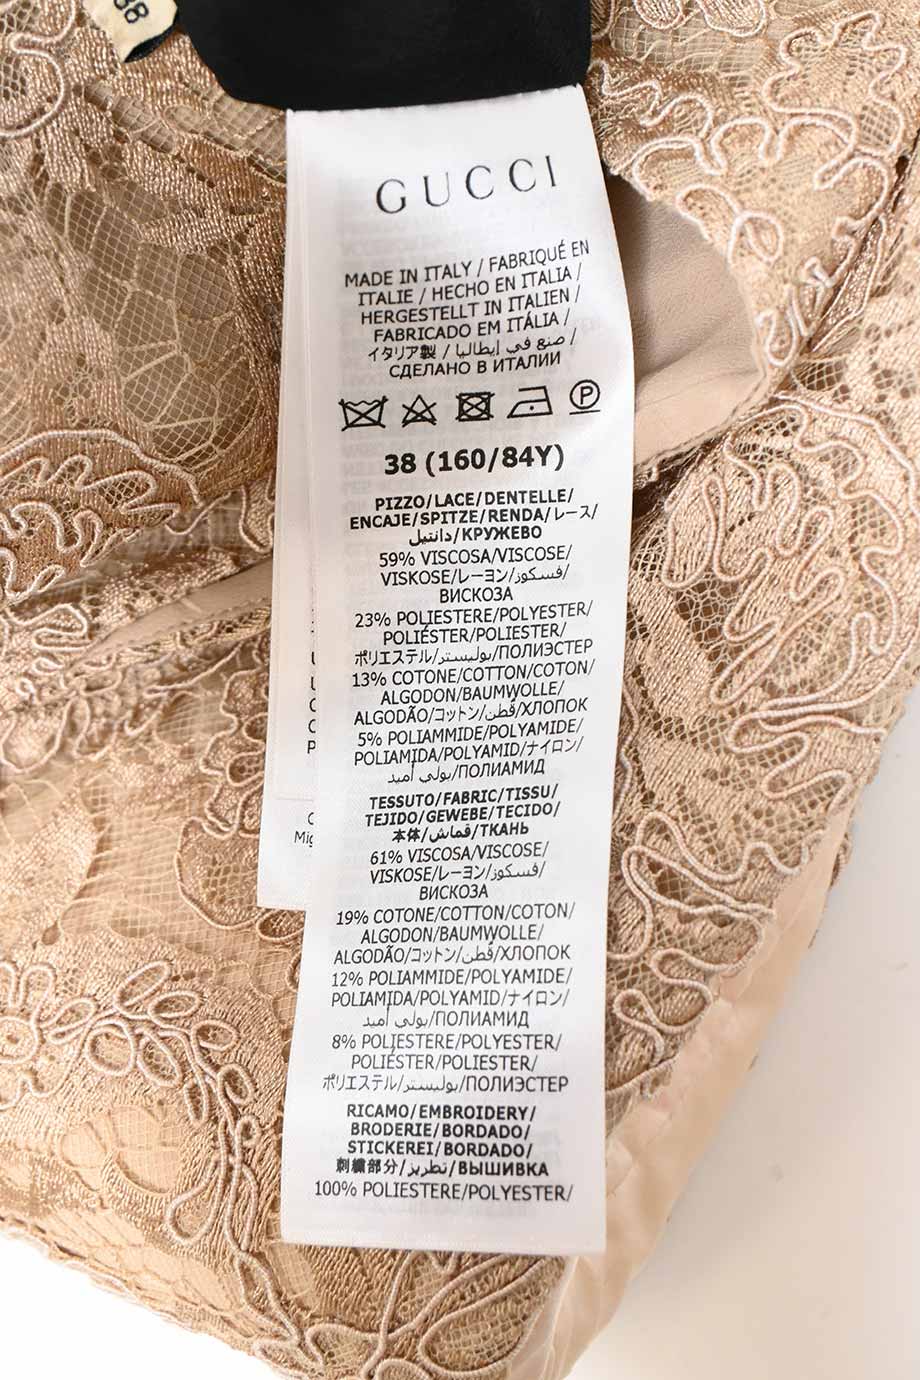 38
GUCCI
MADE IN ITALY / FABRIQUÉ EN
ITALIE / HECHO EN ITALIA /
HERGESTELLT IN ITALIEN /
FABRICADO EM ITÁLIA /
イタリア製 / صنع في إيطاليا /
СДЕЛАНО В ИТАЛИИ
P
38 (160/84Y)
PIZZO/LACE/DENTELLE/
ENCAJE/SPITZE/RENDA/レース/
دانتيل/КРУЖЕВО
59% VISCOSA/VISCOSE/
VISKOSE/レーヨン/فسكوز/
ВИСКОЗА
23% POLIESTERE/POLYESTER/
POLIÉSTER/POLYESTER/
ポリエステル/بوليستر/ПОЛИЭСТЕР
13% COTONE/COTTON/COTON/
ALGODON/BAUMWOLLE/
ALGODÃO/コットン/قطن/ХЛОПОК
5% POLIAMMIDE/POLYAMIDE/
POLIAMIDA/POLYAMID/ナイロン/
بولي أميد/ПОЛИАМИД
TESSUTO/FABRIC/TISSU/
TEJIDO/GEWEBE/TECIDO/
本体/قماش/ТКАНЬ
61% VISCOSA/VISCOSE/
VISKOSE/レーヨン/فسكوز/
ВИСКОЗА
19% COTONE/COTTON/COTON/
ALGODON/BAUMWOLLE/
ALGODÃO/コットン/قطن/ХЛОПОК
12% POLIAMMIDE/POLYAMIDE/
POLIAMIDA/POLYAMID/ナイロン/
بولي أميد/ПОЛИАМИД
8% POLIESTERE/POLYESTER/
POLIÉSTER/POLYESTER/
ポリエステル/بوليستر/ПОЛИЭСТЕР
RICAMO/EMBROIDERY/
BRODERIE/BORDADO/
STICKEREI/BORDADO/
刺繍部分/تطريز/ВЫШИВКА
100% POLIESTERE/POLYESTER/